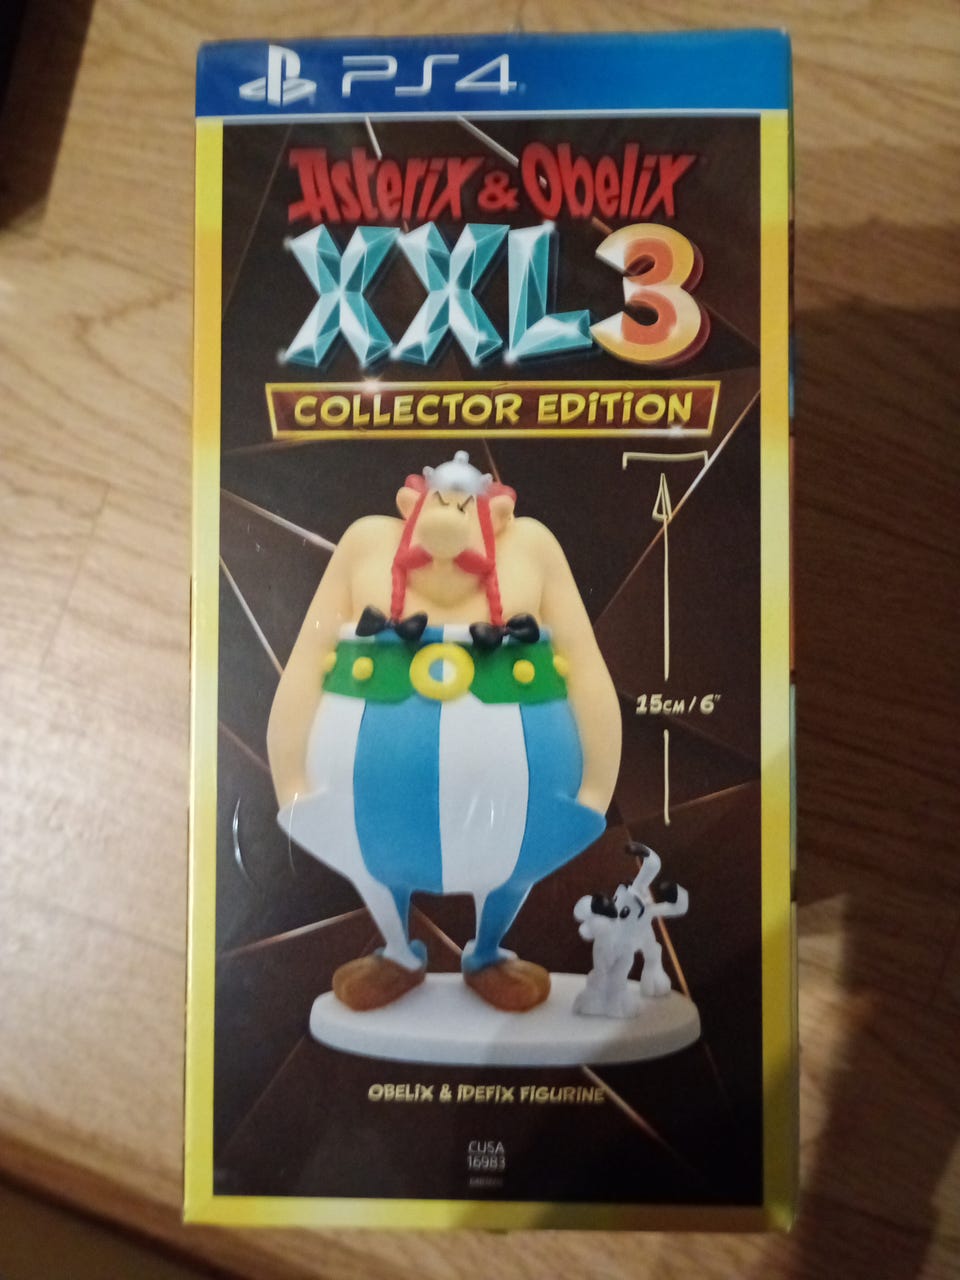 PS4
Asterix & Obelix
XXL3
COLLECTOR EDITION
15CM / 6"
OBELIX & IDEFIX FIGURINE
CUSA
16983